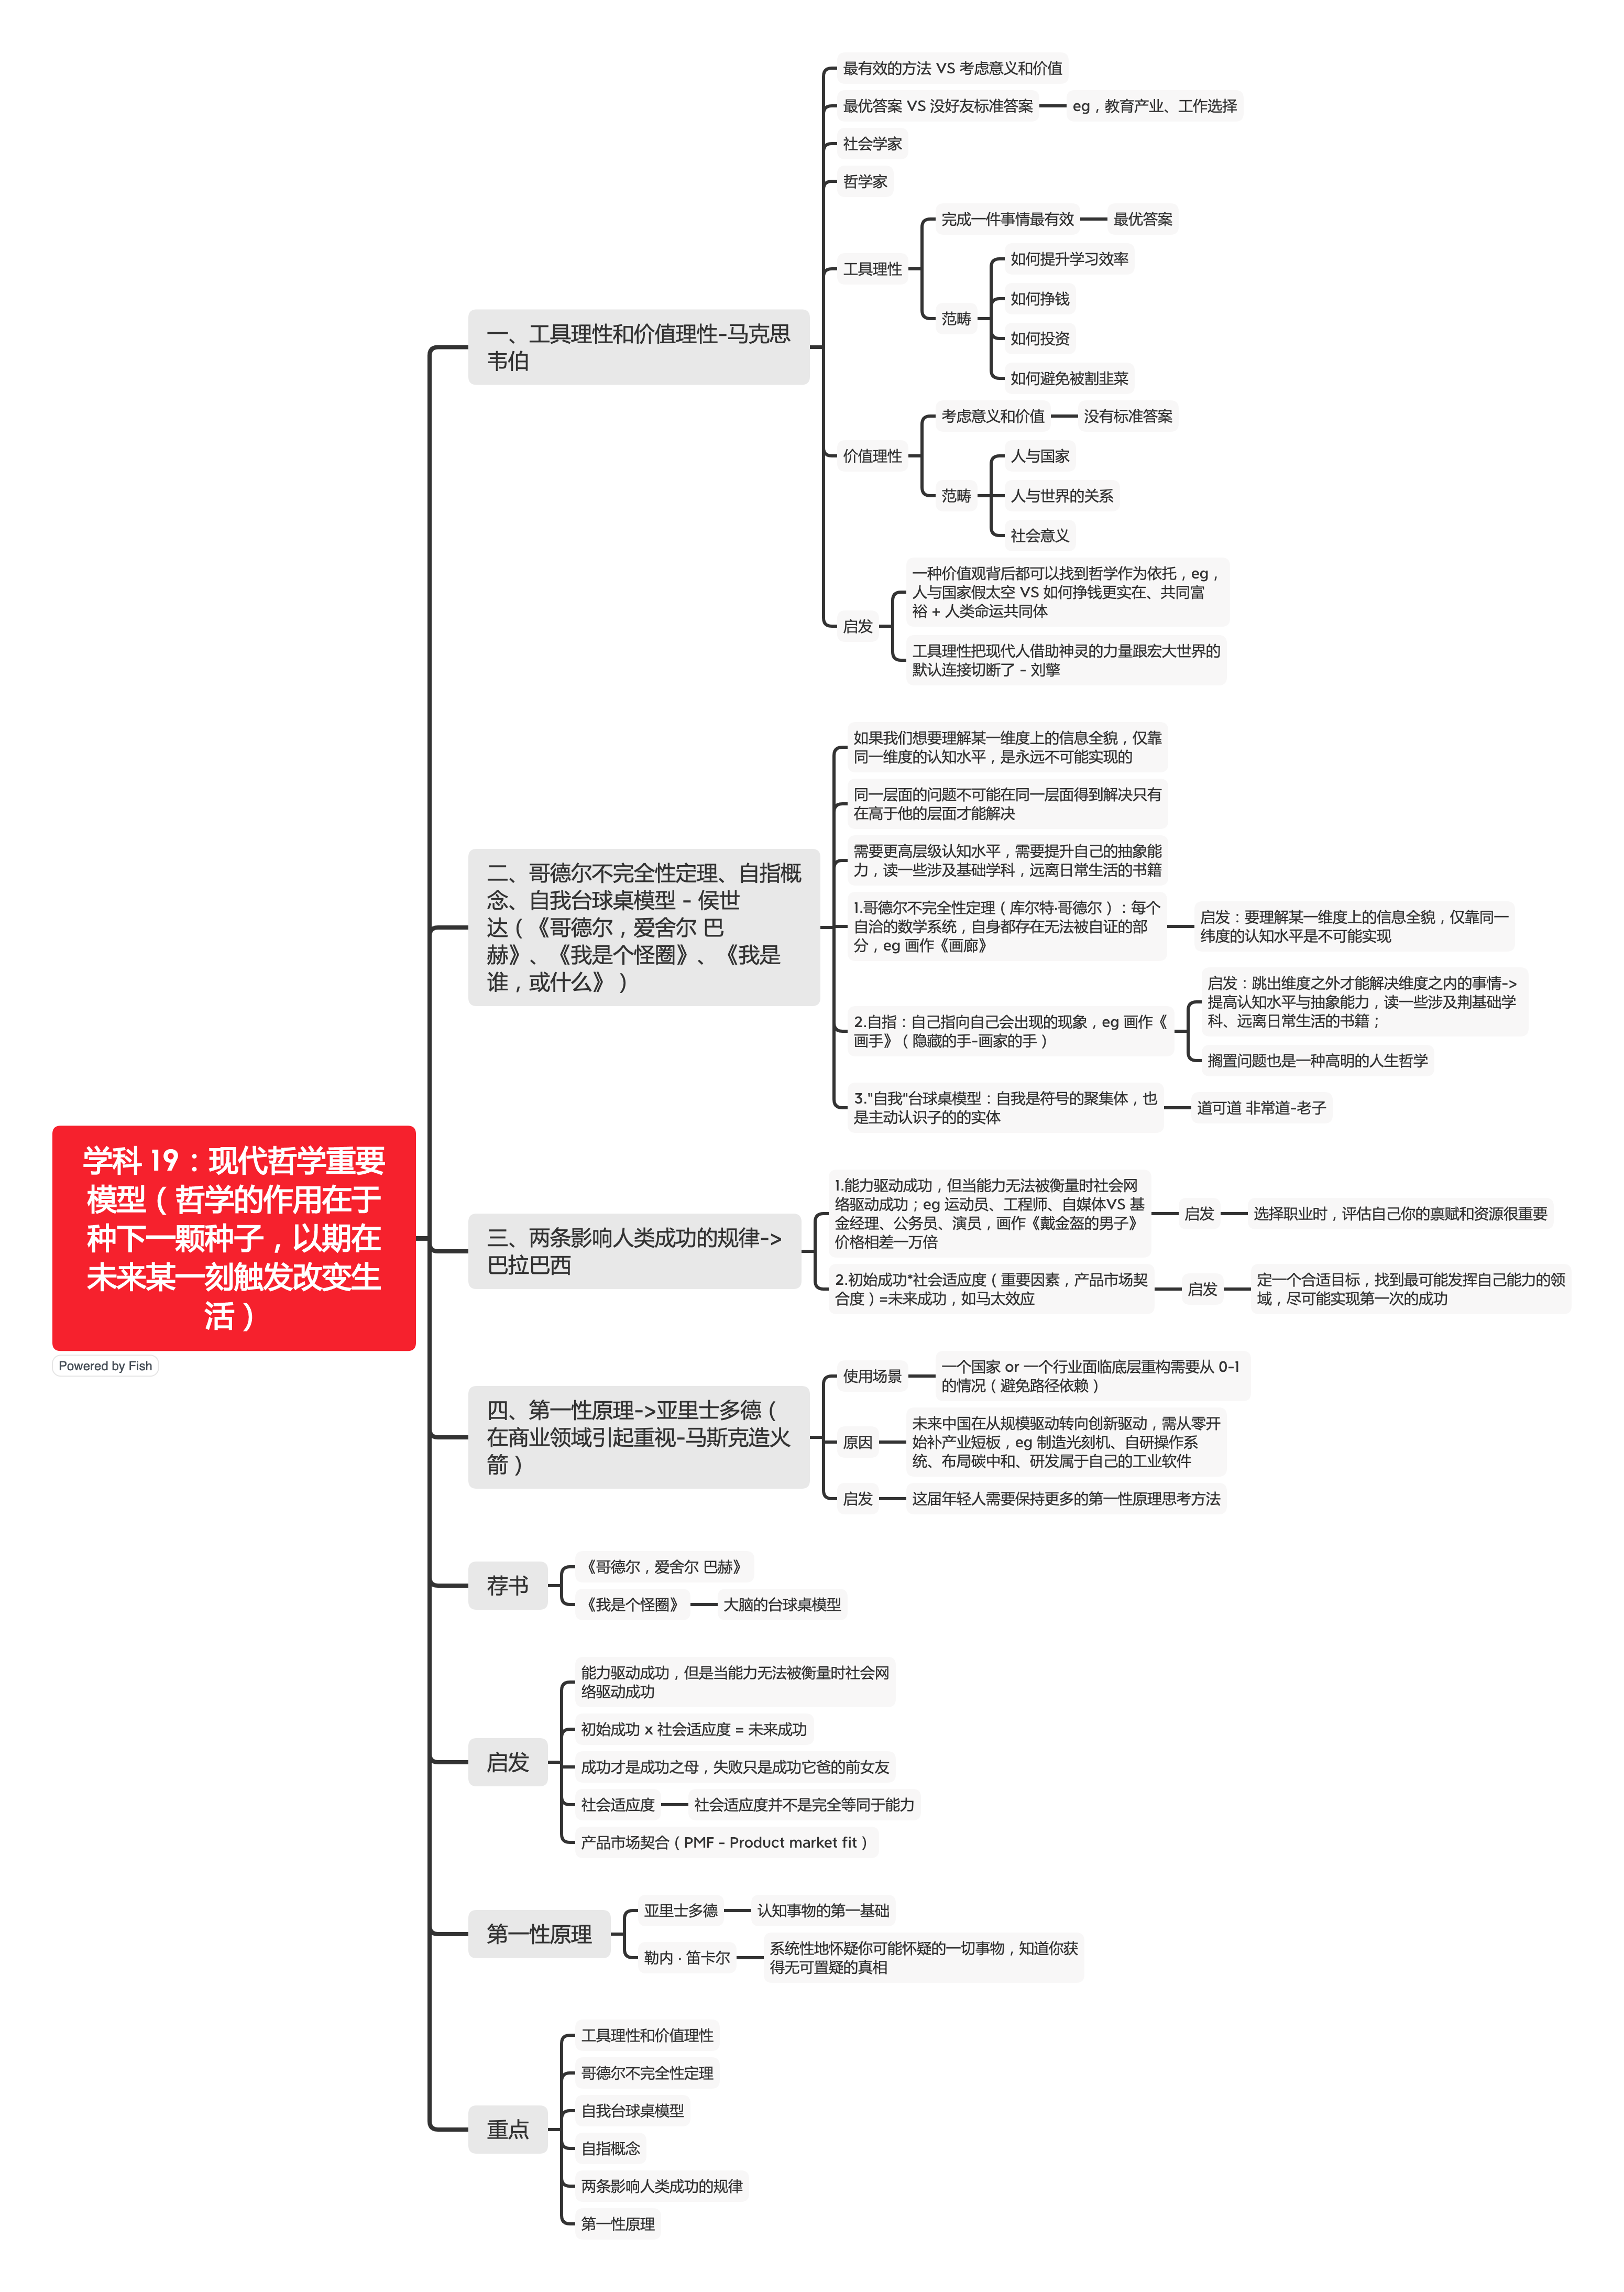 学科 19：现代哲学重要
模型（哲学的作用在于
种下一颗种子，以期在
未来某一刻触发改变生
活）
Powered by Fish
一、工具理性和价值理性-马克思
韦伯
最有效的方法 VS 考虑意义和价值
最优答案 VS 没好友标准答案
eg，教育产业、工作选择
社会学家
哲学家
工具理性
完成一件事情最有效
最优答案
范畴
如何提升学习效率
如何挣钱
如何投资
如何避免被割韭菜
价值理性
考虑意义和价值
没有标准答案
范畴
人与国家
人与世界的关系
社会意义
启发
一种价值观背后都可以找到哲学作为依托，eg，
人与国家假太空 VS 如何挣钱更实在、共同富
裕 + 人类命运共同体
工具理性把现代人借助神灵的力量跟宏大世界的
默认连接切断了 - 刘擎
二、哥德尔不完全性定理、自指概
念、自我台球桌模型 - 侯世
达（《哥德尔，爱舍尔 巴
赫》、《我是个怪圈》、《我是
谁，或什么》）
如果我们想要理解某一维度上的信息全貌，仅靠
同一维度的认知水平，是永远不可能实现的
同一层面的问题不可能在同一层面得到解决只有
在高于他的层面才能解决
需要更高层级认知水平，需要提升自己的抽象能
力，读一些涉及基础学科，远离日常生活的书籍
1.哥德尔不完全性定理（库尔特·哥德尔）：每个
自洽的数学系统，自身都存在无法被自证的部
分，eg 画作《画廊》
启发：要理解某一维度上的信息全貌，仅靠同一
纬度的认知水平是不可能实现
2.自指：自己指向自己会出现的现象，eg 画作《
画手》（隐藏的手-画家的手）
启发：跳出维度之外才能解决维度之内的事情->
提高认知水平与抽象能力，读一些涉及荆基础学
科、远离日常生活的书籍；
搁置问题也是一种高明的人生哲学
3."自我"台球桌模型：自我是符号的聚集体，也
是主动认识子的的实体
道可道 非常道-老子
三、两条影响人类成功的规律->
巴拉巴西
1.能力驱动成功，但当能力无法被衡量时社会网
络驱动成功；eg 运动员、工程师、自媒体VS 基
金经理、公务员、演员，画作《戴金盔的男子》
价格相差一万倍
启发
选择职业时，评估自己你的禀赋和资源很重要
2.初始成功*社会适应度（重要因素，产品市场契
合度）=未来成功，如马太效应
启发
定一个合适目标，找到最可能发挥自己能力的领
域，尽可能实现第一次的成功
四、第一性原理->亚里士多德（
在商业领域引起重视-马斯克造火
箭）
使用场景
一个国家 or 一个行业面临底层重构需要从 0-1
的情况（避免路径依赖）
原因
未来中国在从规模驱动转向创新驱动，需从零开
始补产业短板，eg 制造光刻机、自研操作系
统、布局碳中和、研发属于自己的工业软件
启发
这届年轻人需要保持更多的第一性原理思考方法
荐书
《哥德尔，爱舍尔 巴赫》
《我是个怪圈》
大脑的台球桌模型
启发
能力驱动成功，但是当能力无法被衡量时社会网
络驱动成功
初始成功 x 社会适应度 = 未来成功
成功才是成功之母，失败只是成功它爸的前女友
社会适应度
社会适应度并不是完全等同于能力
产品市场契合（PMF - Product market fit）
第一性原理
亚里士多德
认知事物的第一基础
勒内 · 笛卡尔
系统性地怀疑你可能怀疑的一切事物，知道你获
得无可置疑的真相
重点
工具理性和价值理性
哥德尔不完全性定理
自我台球桌模型
自指概念
两条影响人类成功的规律
第一性原理